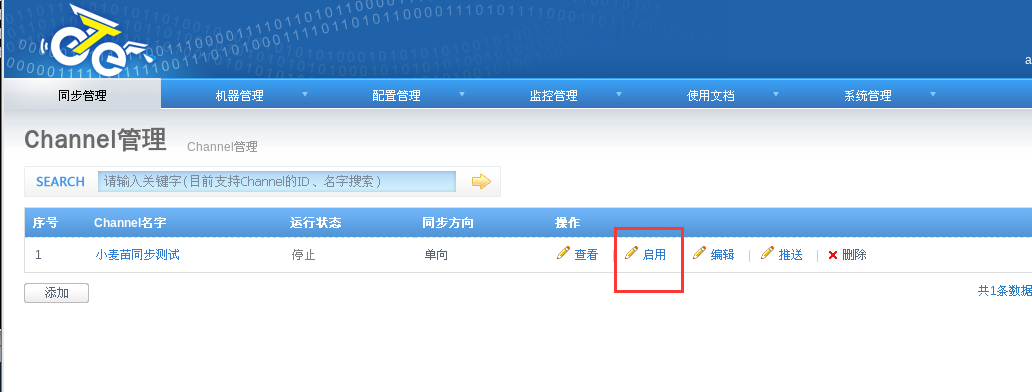 a
同步管理 机器管理 配置管理 监控管理 使用文档 系统管理
Channel管理 Channel管理
SEARCH 请输入关键字(目前支持Channel的ID、名字搜索)
序号 Channel名字 运行状态 同步方向 操作
1 小麦苗同步测试 停止 单向 查看 | 启用 编辑 | 推送 | 删除
添加 共1条数据